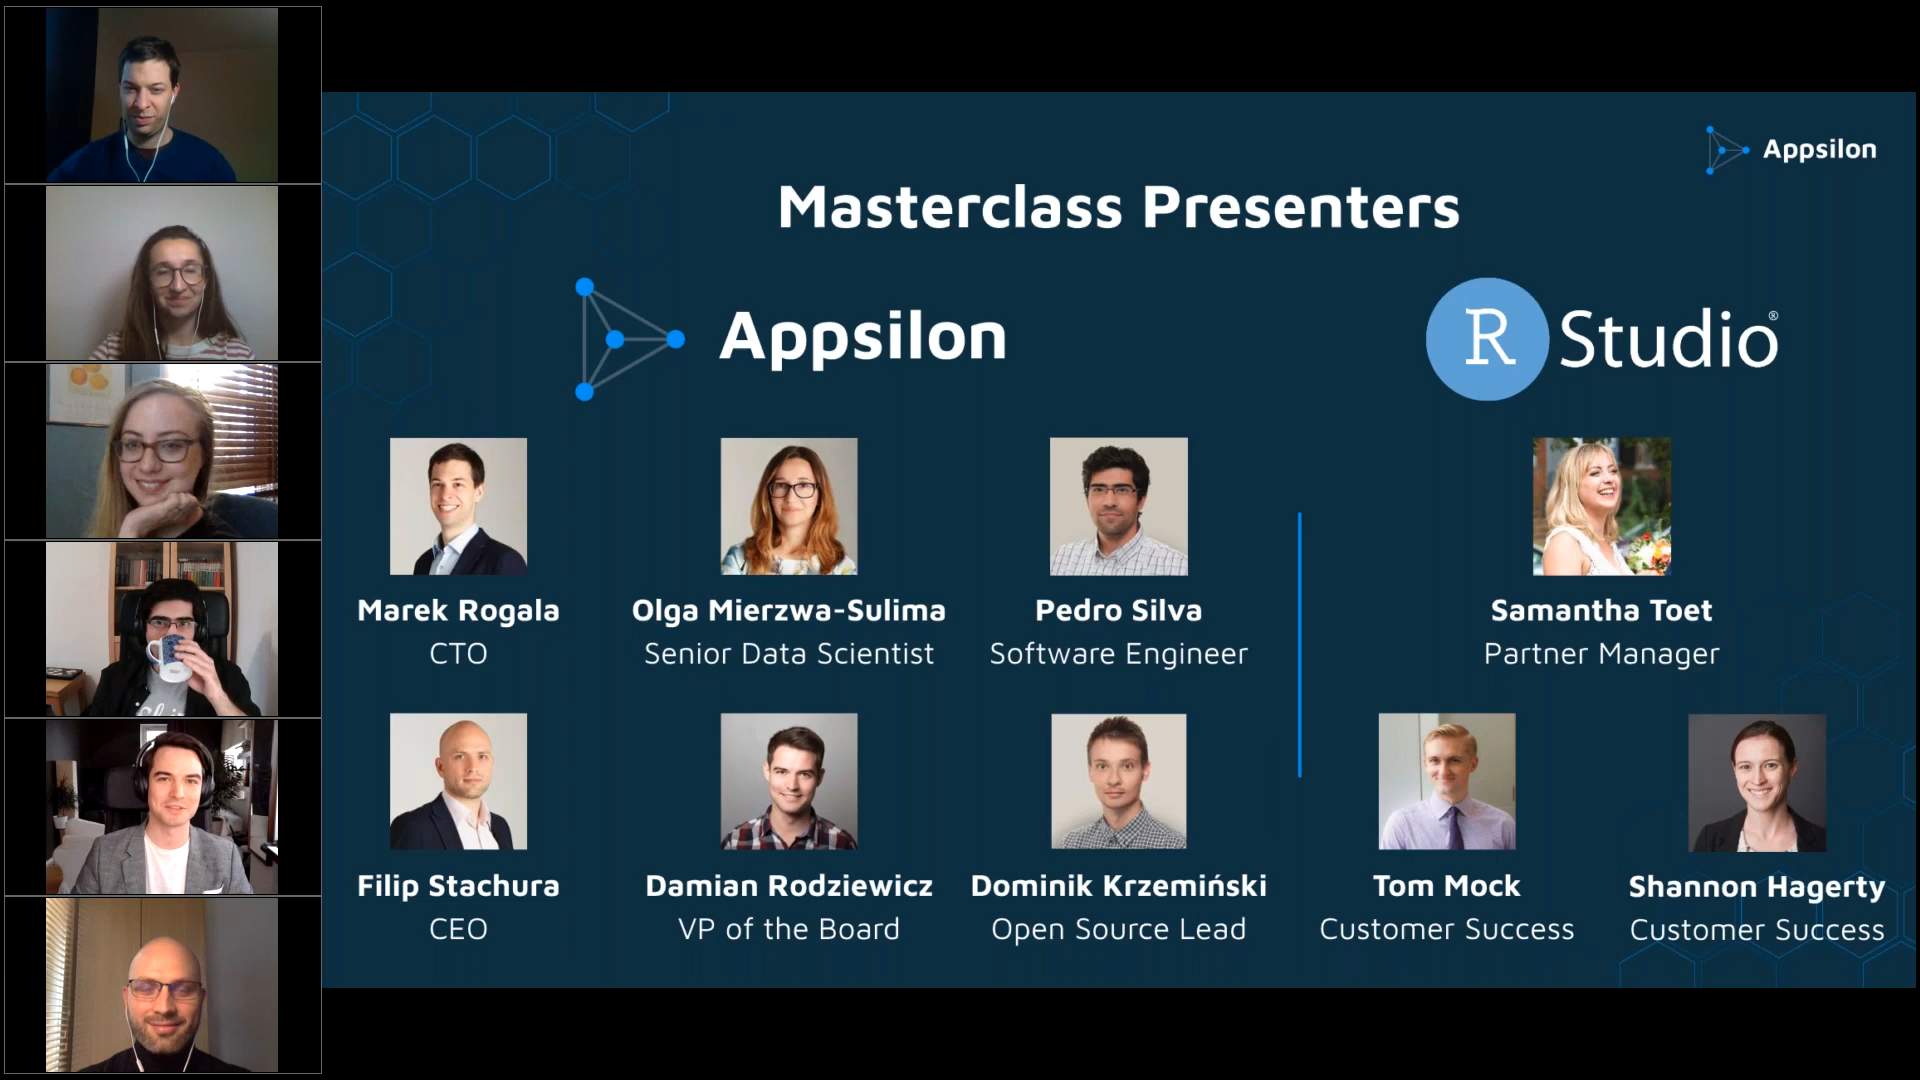 Appsilon
Masterclass Presenters
Appsilon
R Studio®
Marek Rogala
CTO
Olga Mierzwa-Sulima
Senior Data Scientist
Pedro Silva
Software Engineer
Samantha Toet
Partner Manager
Filip Stachura
CEO
Damian Rodziewicz
VP of the Board
Dominik Krzemiński
Open Source Lead
Tom Mock
Customer Success
Shannon Hagerty
Customer Success